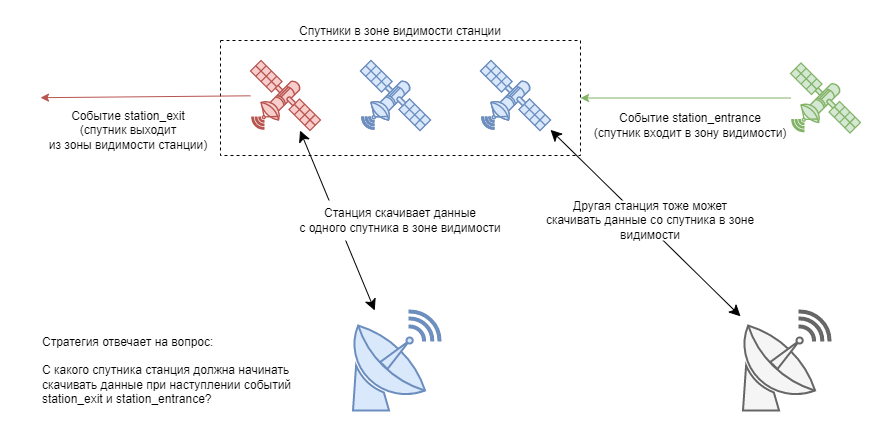 Спутники в зоне видимости станции
Событие station_exit
(спутник выходит
из зоны видимости станции)
Событие station_entrance
(спутник входит в зону видимости)
Станция скачивает данные
с одного спутника в зоне видимости
Другая станция тоже может
скачивать данные со спутника в зоне
видимости
Стратегия отвечает на вопрос:
С какого спутника станция должна начинать
скачивать данные при наступлении событий
station_exit и station_entrance?